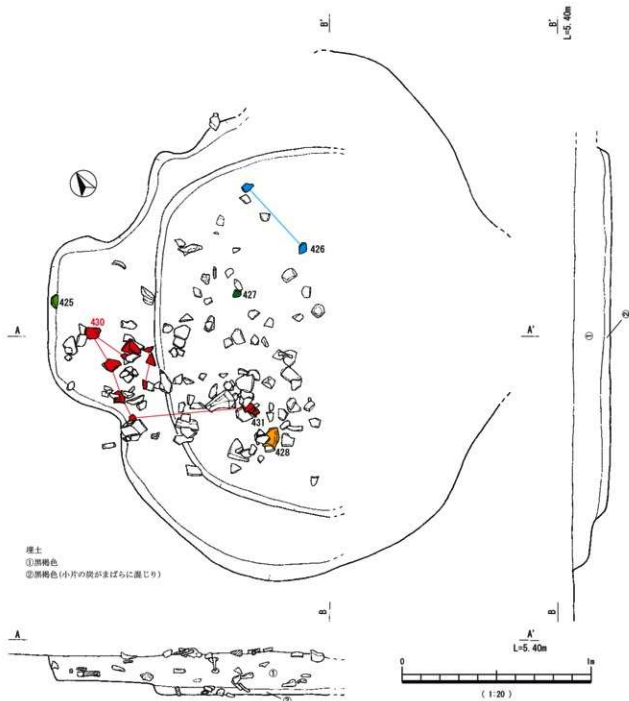 B'
B'
L=5.40m
426
425
427
430
A
A'
①
②
431
428
埋土
①黒褐色
②黒褐色(小片の炭がまばらに混じり)
B
B
A
A'
L=5.40m
①
②
0
1m
( 1:20 )